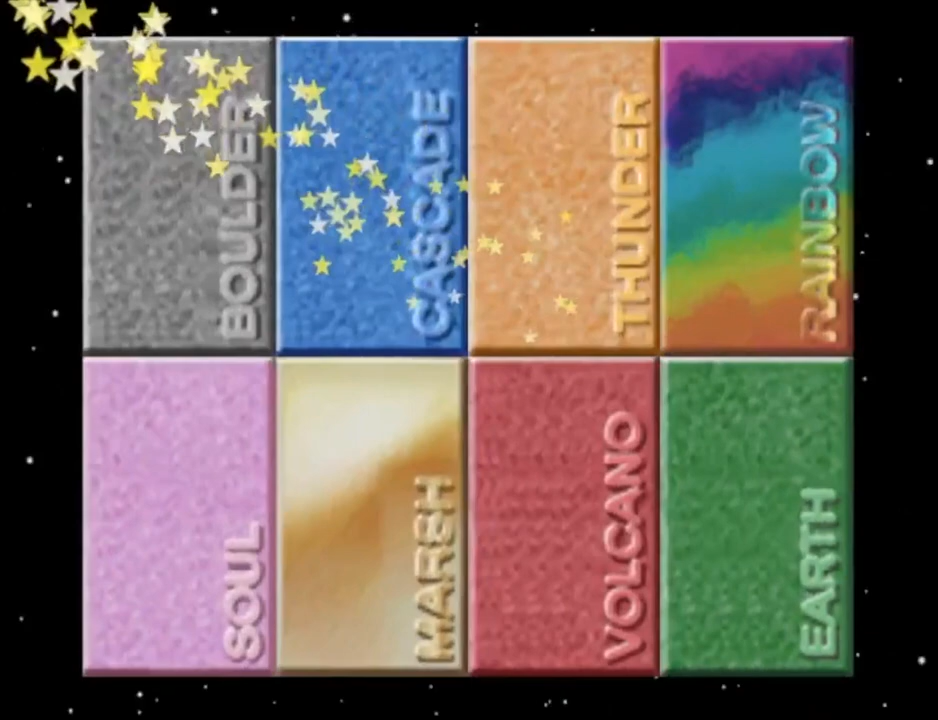 BOULDER
CASCADE
THUNDER
RAINBOW
SOUL
MARSH
VOLCANO
EARTH